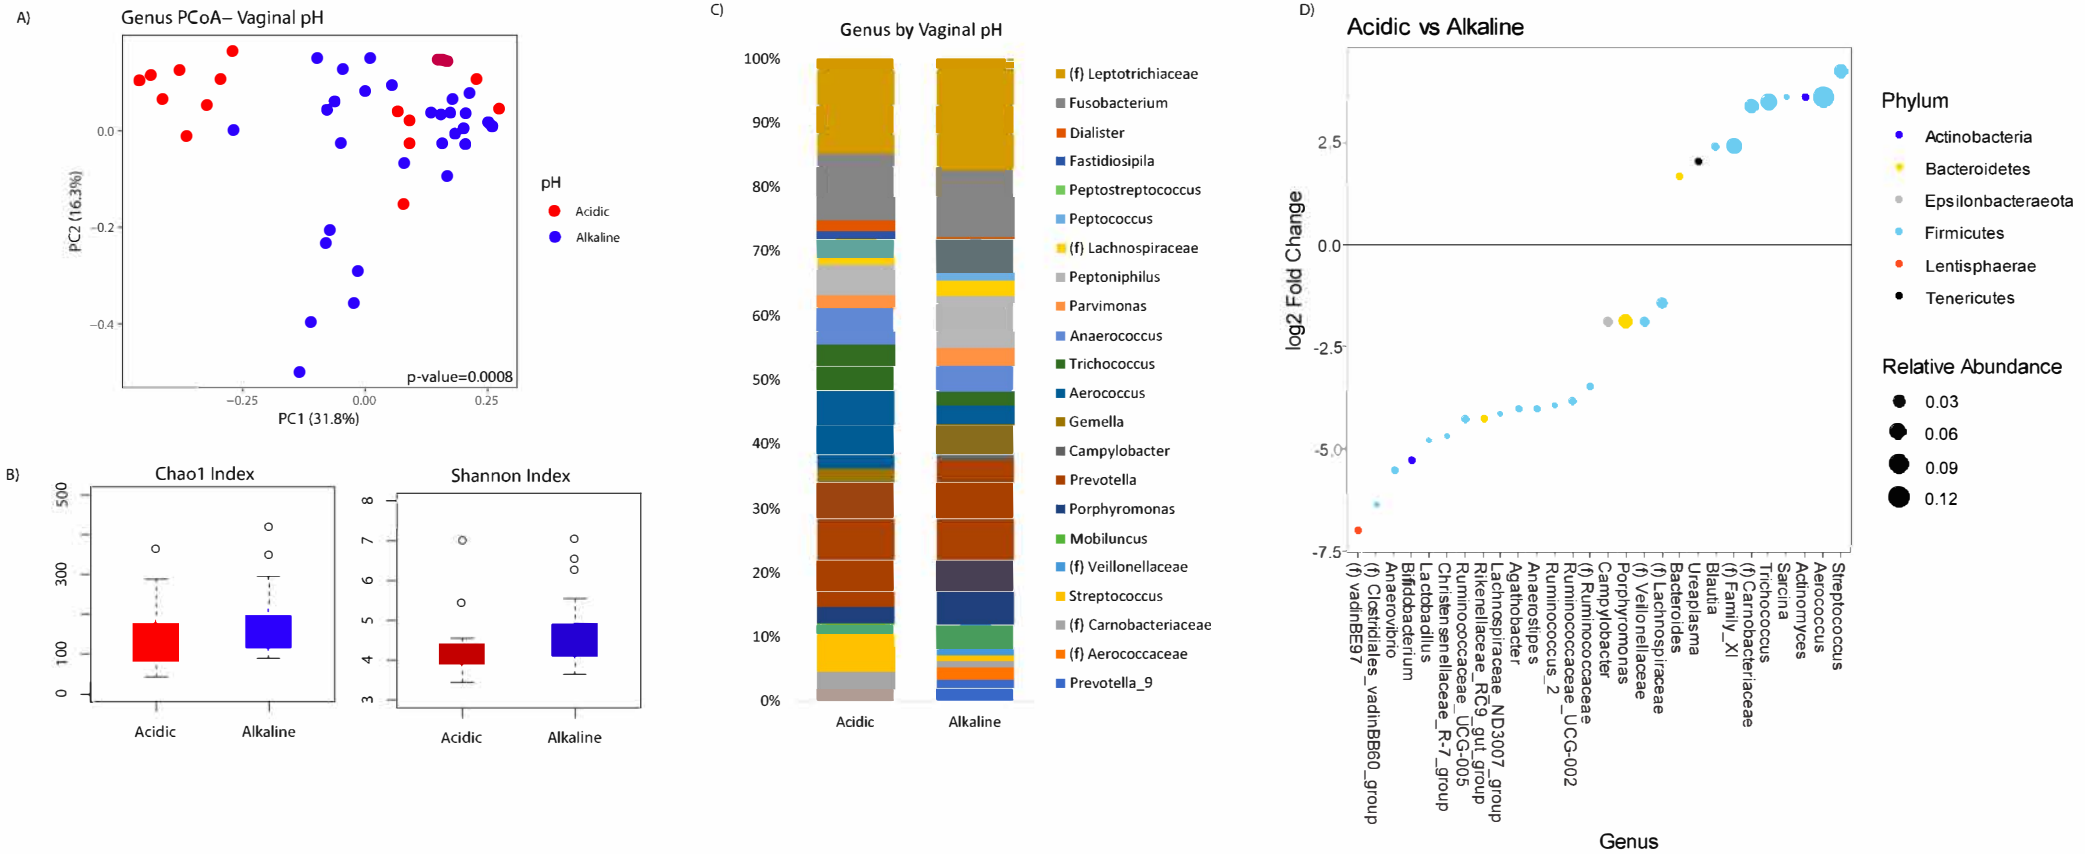 A)
Genus PCoA– Vaginal pH
0.0
−0.2
−0.4
PC2 (16.3%)
−0.25
0.00
0.25
PC1 (31.8%)
p-value=0.0008
pH
Acidic
Alkaline
B)
Chao1 Index
500
300
100
0
Acidic
Alkaline
Shannon Index
8
7
6
5
4
3
Acidic
Alkaline
C)
Genus by Vaginal pH
100%
90%
80%
70%
60%
50%
40%
30%
20%
10%
0%
Acidic
Alkaline
(f) Leptotrichiaceae
Fusobacterium
Dialister
Fastidiosipila
Peptostreptococcus
Peptococcus
(f) Lachnospiraceae
Peptoniphilus
Parvimonas
Anaerococcus
Trichococcus
Aerococcus
Gemella
Campylobacter
Prevotella
Porphyromonas
Mobiluncus
(f) Veillonellaceae
Streptococcus
(f) Carnobacteriaceae
(f) Aerococcaceae
Prevotella_9
D)
Acidic vs Alkaline
2.5
0.0
-2.5
-5.0
-7.5
log2 Fold Change
(f) vadinBE97
(f) Clostridiales_vadinBB60_group
Anaerovibrio
Bifidobacterium
Lactobacillus
Christensenellaceae_R-7_group
Ruminococcaceae_UCG-005
Rikenellaceae_RC9_gut_group
Lachnospiraceae_ND3007_group
Agathobacter
Anaerostipes
Ruminococcus_2
Ruminococcaceae_UCG-002
(f) Ruminococcaceae
Campylobacter
Porphyromonas
(f) Veillonellaceae
(f) Lachnospiraceae
Bacteroides
Ureaplasma
Blautia
(f) Family_XI
(f) Carnobacteriaceae
Trichococcus
Sarcina
Actinomyces
Aerococcus
Streptococcus
Genus
Phylum
Actinobacteria
Bacteroidetes
Epsilonbacteraeota
Firmicutes
Lentisphaerae
Tenericutes
Relative Abundance
0.03
0.06
0.09
0.12